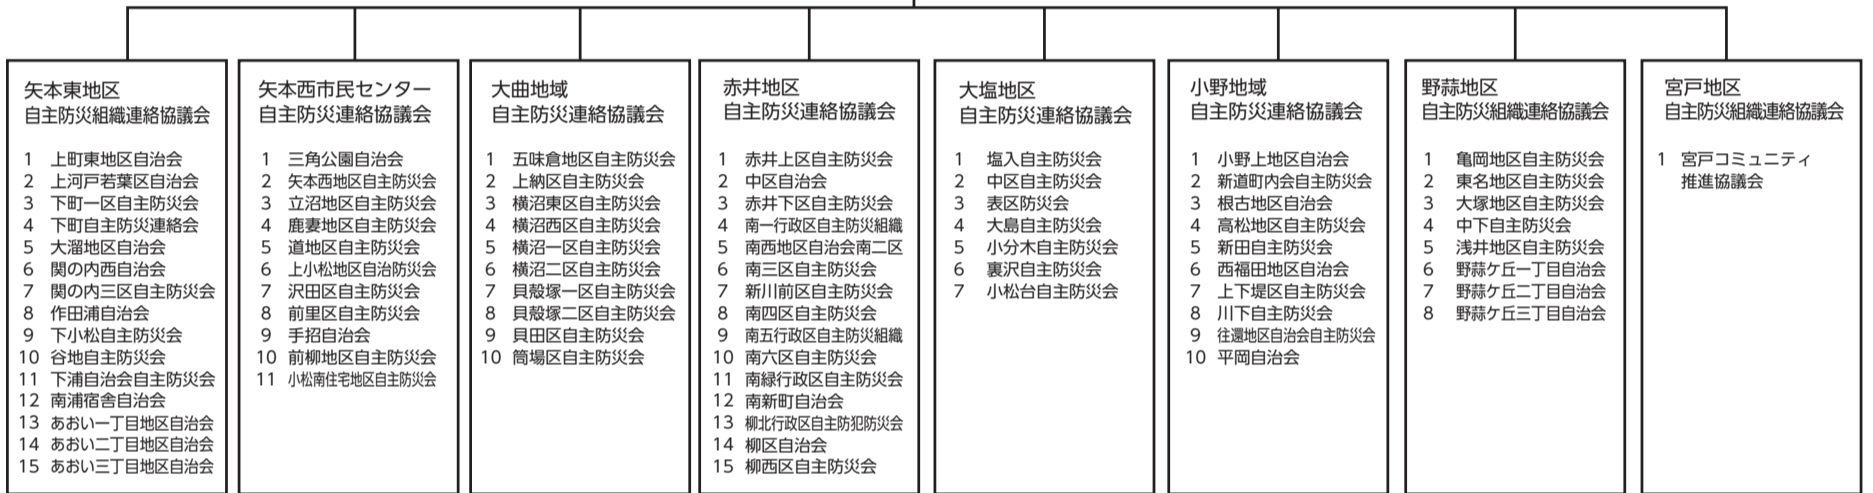 矢本東地区
自主防災組織連絡協議会
1 上町東地区自治会
2 上河戸若葉区自治会
3 下町一区自主防災会
4 下町自主防災連絡会
5 大溜地区自治会
6 関の内西自治会
7 関の内三区自主防災会
8 作田浦自治会
9 下小松自主防災会
10 谷地自主防災会
11 下浦自治会自主防災会
12 南浦宿舎自治会
13 あおい一丁目地区自治会
14 あおい二丁目地区自治会
15 あおい三丁目地区自治会
矢本西市民センター
自主防災連絡協議会
1 三角公園自治会
2 矢本西地区自主防災会
3 立沼地区自主防災会
4 鹿妻地区自主防災会
5 道地区自主防災会
6 上小松地区自治防災会
7 沢田区自主防災会
8 前里区自主防災会
9 手招自治会
10 前柳地区自主防災会
11 小松南住宅地区自主防災会
大曲地域
自主防災連絡協議会
1 五味倉地区自主防災会
2 上納区自主防災会
3 横沼東区自主防災会
4 横沼西区自主防災会
5 横沼一区自主防災会
6 横沼二区自主防災会
7 貝殻塚一区自主防災会
8 貝殻塚二区自主防災会
9 貝田区自主防災会
10 筒場区自主防災会
赤井地区
自主防災連絡協議会
1 赤井上区自主防災会
2 中区自治会
3 赤井下区自主防災会
4 南一行政区自主防災組織
5 南西地区自治会南二区
6 南三区自主防災会
7 新川前区自主防災会
8 南四区自主防災会
9 南五行政区自主防災組織
10 南六区自主防災会
11 南緑行政区自主防災会
12 南新町自治会
13 柳北行政区自主防犯防災会
14 柳区自治会
15 柳西区自主防災会
大塩地区
自主防災連絡協議会
1 塩入自主防災会
2 中区自主防災会
3 表区防災会
4 大島自主防災会
5 小分木自主防災会
6 裏沢自主防災会
7 小松台自主防災会
小野地域
自主防災連絡協議会
1 小野上地区自治会
2 新道町内会自主防災会
3 根古地区自治会
4 高松地区自主防災会
5 新田自主防災会
6 西福田地区自治会
7 上下堤区自主防災会
8 川下自主防災会
9 往還地区自治会自主防災会
10 平岡自治会
野蒜地区
自主防災組織連絡協議会
1 亀岡地区自主防災会
2 東名地区自主防災会
3 大塚地区自主防災会
4 中下自主防災会
5 浅井地区自主防災会
6 野蒜ケ丘一丁目自治会
7 野蒜ケ丘二丁目自治会
8 野蒜ケ丘三丁目自治会
宮戸地区
自主防災組織連絡協議会
1 宮戸コミュニティ
推進協議会